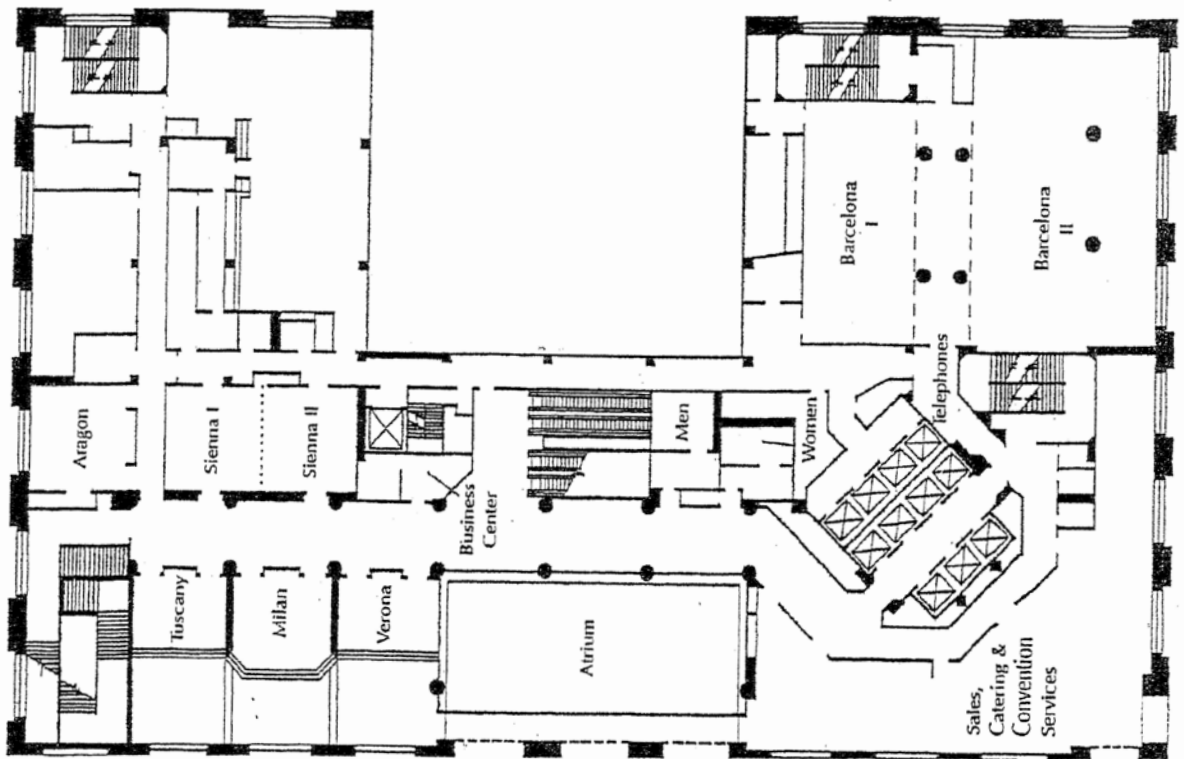 Aragon
Sienna I
Sienna II
Tuscany
Milan
Verona
Business
Center
Men
Women
Telephones
Atrium
Barcelona
I
Barcelona
II
Sales,
Catering &
Convention
Services